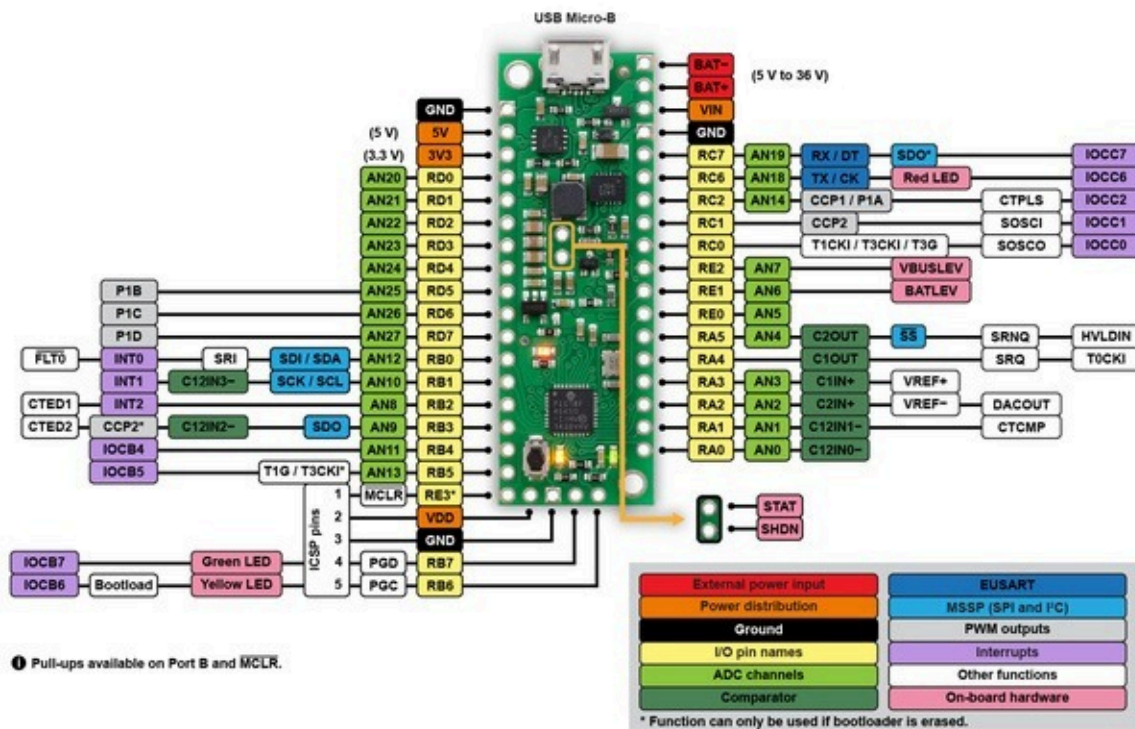 USB Micro-B
BAT−
(5 V to 36 V)
BAT+
GND VIN
(5 V) 5V GND
(3.3 V) 3V3 RC7 AN19 RX / DT SDO* IOCC7
AN20 RD0 RC6 AN18 TX / CK Red LED IOCC6
AN21 RD1 RC2 AN14 CCP1 / P1A CTPLS IOCC2
AN22 RD2 RC1 CCP2 SOSCI IOCC1
AN23 RD3 RC0 T1CKI / T3CKI / T3G SOSCO IOCC0
AN24 RD4 RE2 AN7 VBUSLEV
P1B AN25 RD5 RE1 AN6 BATLEV
P1C AN26 RD6 RE0 AN5
P1D AN27 RD7 RA5 AN4 C2OUT SS SRNQ HVLDIN
FLT0 INT0 SRI SDI / SDA AN12 RB0 RA4 C1OUT SRQ T0CKI
INT1 C12IN3− SCK / SCL AN10 RB1 RA3 AN3 C1IN+ VREF+
CTED1 INT2 AN8 RB2 RA2 AN2 C2IN+ VREF− DACOUT
CTED2 CCP2* C12IN2− SDO AN9 RB3 RA1 AN1 C12IN1− CTCMP
IOCB4 AN11 RB4 RA0 AN0 C12IN0−
IOCB5 T1G / T3CKI* AN13 RB5
ICSP pins
1 MCLR RE3*
2 VDD
3 GND
IOCB7 Green LED 4 PGD RB7
IOCB6 Bootload Yellow LED 5 PGC RB6
STAT
SHDN
External power input EUSART
Power distribution MSSP (SPI and I²C)
Ground PWM outputs
I/O pin names Interrupts
ADC channels Other functions
Comparator On-board hardware
* Function can only be used if bootloader is erased.
Pull-ups available on Port B and MCLR.